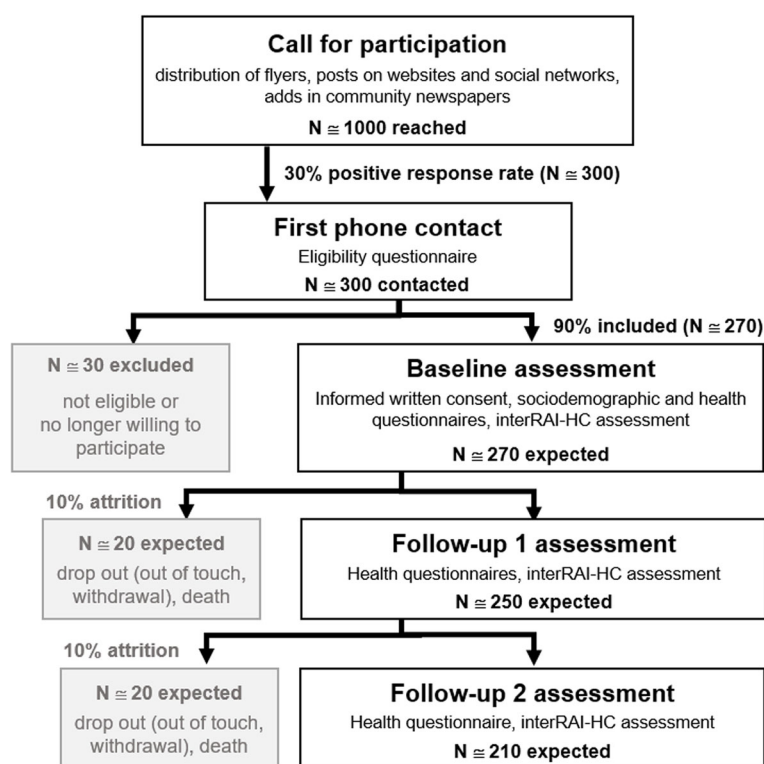 Call for participation
distribution of flyers, posts on websites and social networks,
adds in community newspapers
N ≅ 1000 reached
30% positive response rate (N ≅ 300)
First phone contact
Eligibility questionnaire
N ≅ 300 contacted
90% included (N ≅ 270)
N ≅ 30 excluded
not eligible or
no longer willing to
participate
Baseline assessment
Informed written consent, sociodemographic and health
questionnaires, interRAI-HC assessment
N ≅ 270 expected
10% attrition
N ≅ 20 expected
drop out (out of touch,
withdrawal), death
Follow-up 1 assessment
Health questionnaires, interRAI-HC assessment
N ≅ 250 expected
10% attrition
N ≅ 20 expected
drop out (out of touch,
withdrawal), death
Follow-up 2 assessment
Health questionnaire, interRAI-HC assessment
N ≅ 210 expected